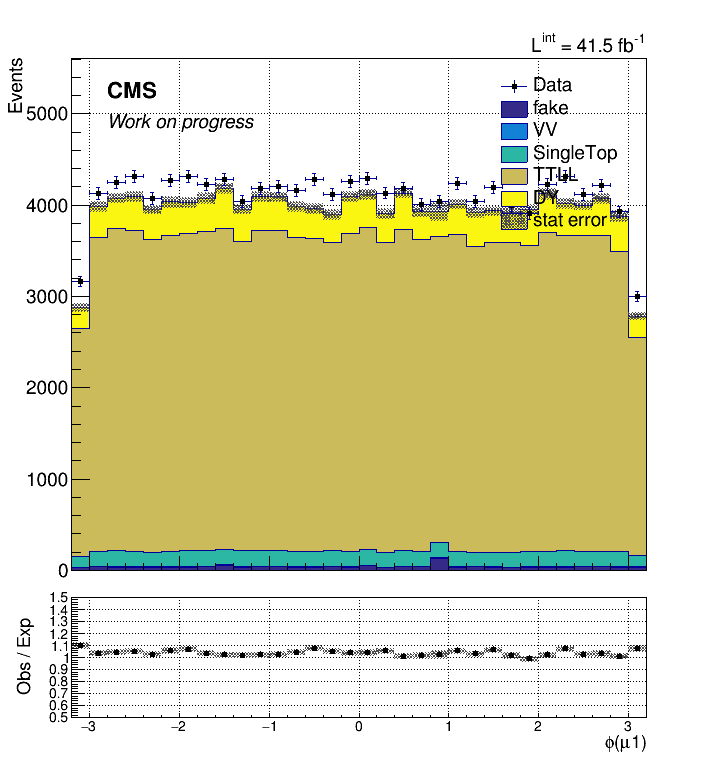 L^int = 41.5 fb^-1
Events
CMS
Work on progress
Data
fake
VV
SingleTop
TTLL
DY
stat error
5000
4000
3000
2000
1000
0
Obs / Exp
1.5
1.4
1.3
1.2
1.1
1
0.9
0.8
0.7
0.6
0.5
−3 −2 −1 0 1 2 3
ϕ(μ1)